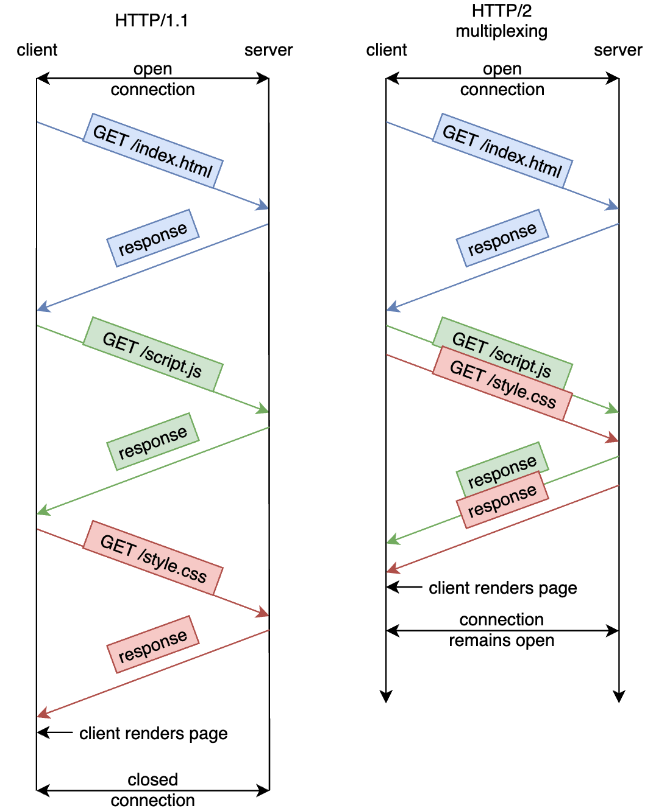 HTTP/1.1
client
server
open
connection
GET /index.html
response
GET /script.js
response
GET /style.css
response
client renders page
closed
connection
HTTP/2
multiplexing
client
server
open
connection
GET /index.html
response
GET /script.js
GET /style.css
response
response
client renders page
connection
remains open